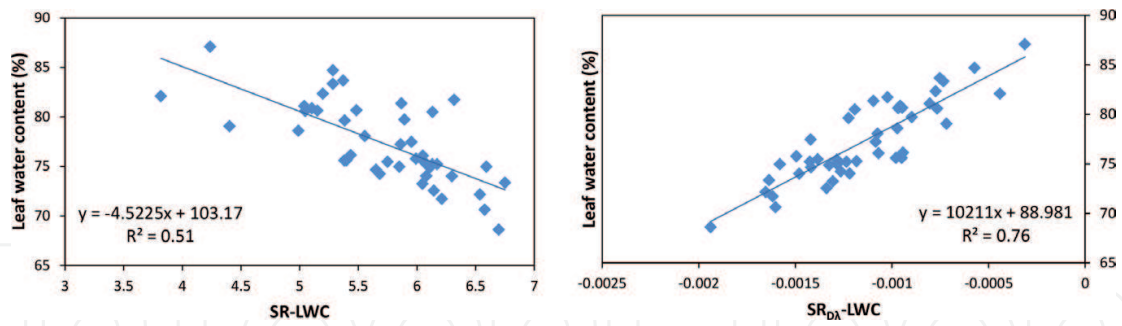 90
85
80
75
70
65
Leaf water content (%)
y = -4.5225x + 103.17
R² = 0.51
3 3.5 4 4.5 5 5.5 6 6.5 7
SR-LWC
90
85
80
75
70
65
Leaf water content (%)
y = 10211x + 88.981
R² = 0.76
-0.0025 -0.002 -0.0015 -0.001 -0.0005 0
SR_Dλ-LWC